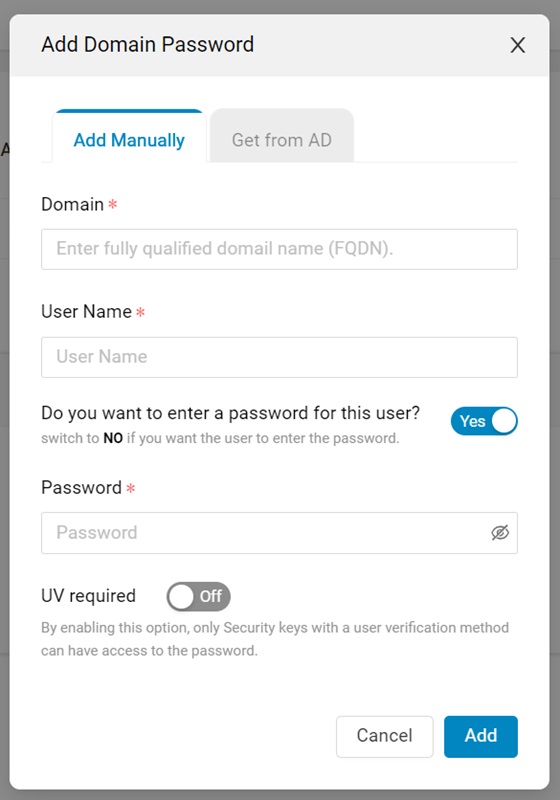 Add Domain Password
Add Manually
Get from AD
Domain *
Enter fully qualified domail name (FQDN).
User Name *
User Name
Do you want to enter a password for this user?
Yes
switch to NO if you want the user to enter the password.
Password *
Password
UV required
Off
By enabling this option, only Security keys with a user verification method
can have access to the password.
Cancel
Add